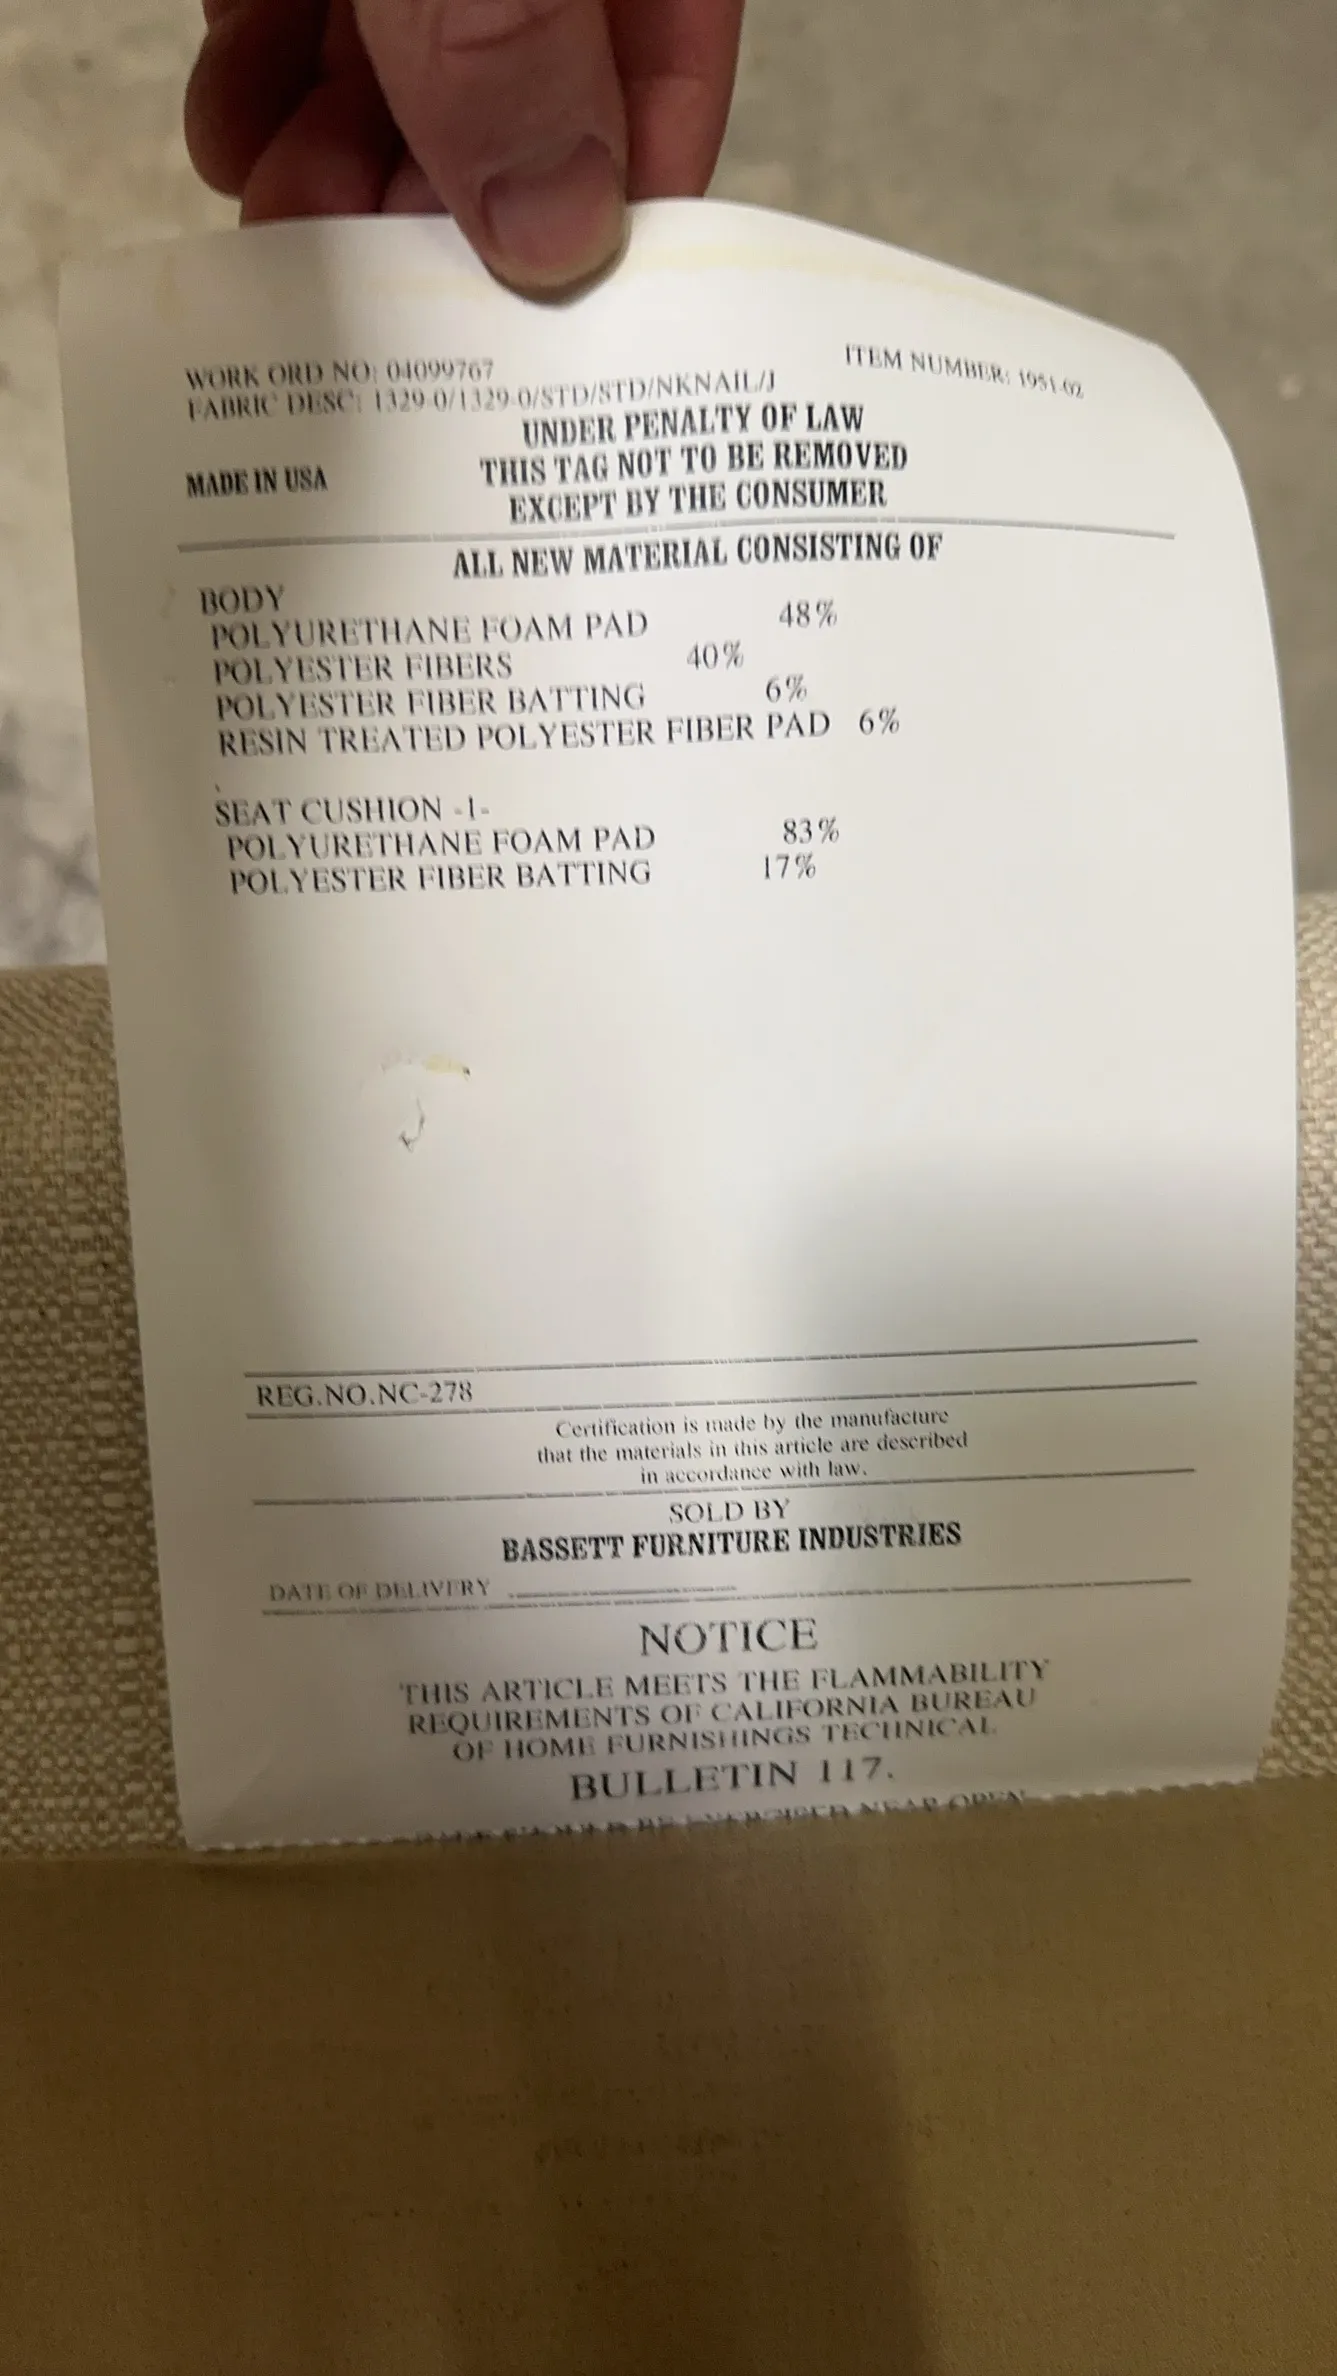 WORK ORD NO: 04099767
ITEM NUMBER: 1951-02
FABRIC DESC: 1329-0/1329-0/STD/STD/NKNAIL/J
UNDER PENALTY OF LAW
MADE IN USA
THIS TAG NOT TO BE REMOVED
EXCEPT BY THE CONSUMER
ALL NEW MATERIAL CONSISTING OF
BODY
POLYURETHANE FOAM PAD 48%
POLYESTER FIBERS 40%
POLYESTER FIBER BATTING 6%
RESIN TREATED POLYESTER FIBER PAD 6%
SEAT CUSHION -1-
POLYURETHANE FOAM PAD 83%
POLYESTER FIBER BATTING 17%
REG.NO.NC-278
Certification is made by the manufacture
that the materials in this article are described
in accordance with law.
SOLD BY
BASSETT FURNITURE INDUSTRIES
DATE OF DELIVERY
NOTICE
THIS ARTICLE MEETS THE FLAMMABILITY
REQUIREMENTS OF CALIFORNIA BUREAU
OF HOME FURNISHINGS TECHNICAL
BULLETIN 117.
BE EXERCISED NEAR OPEN